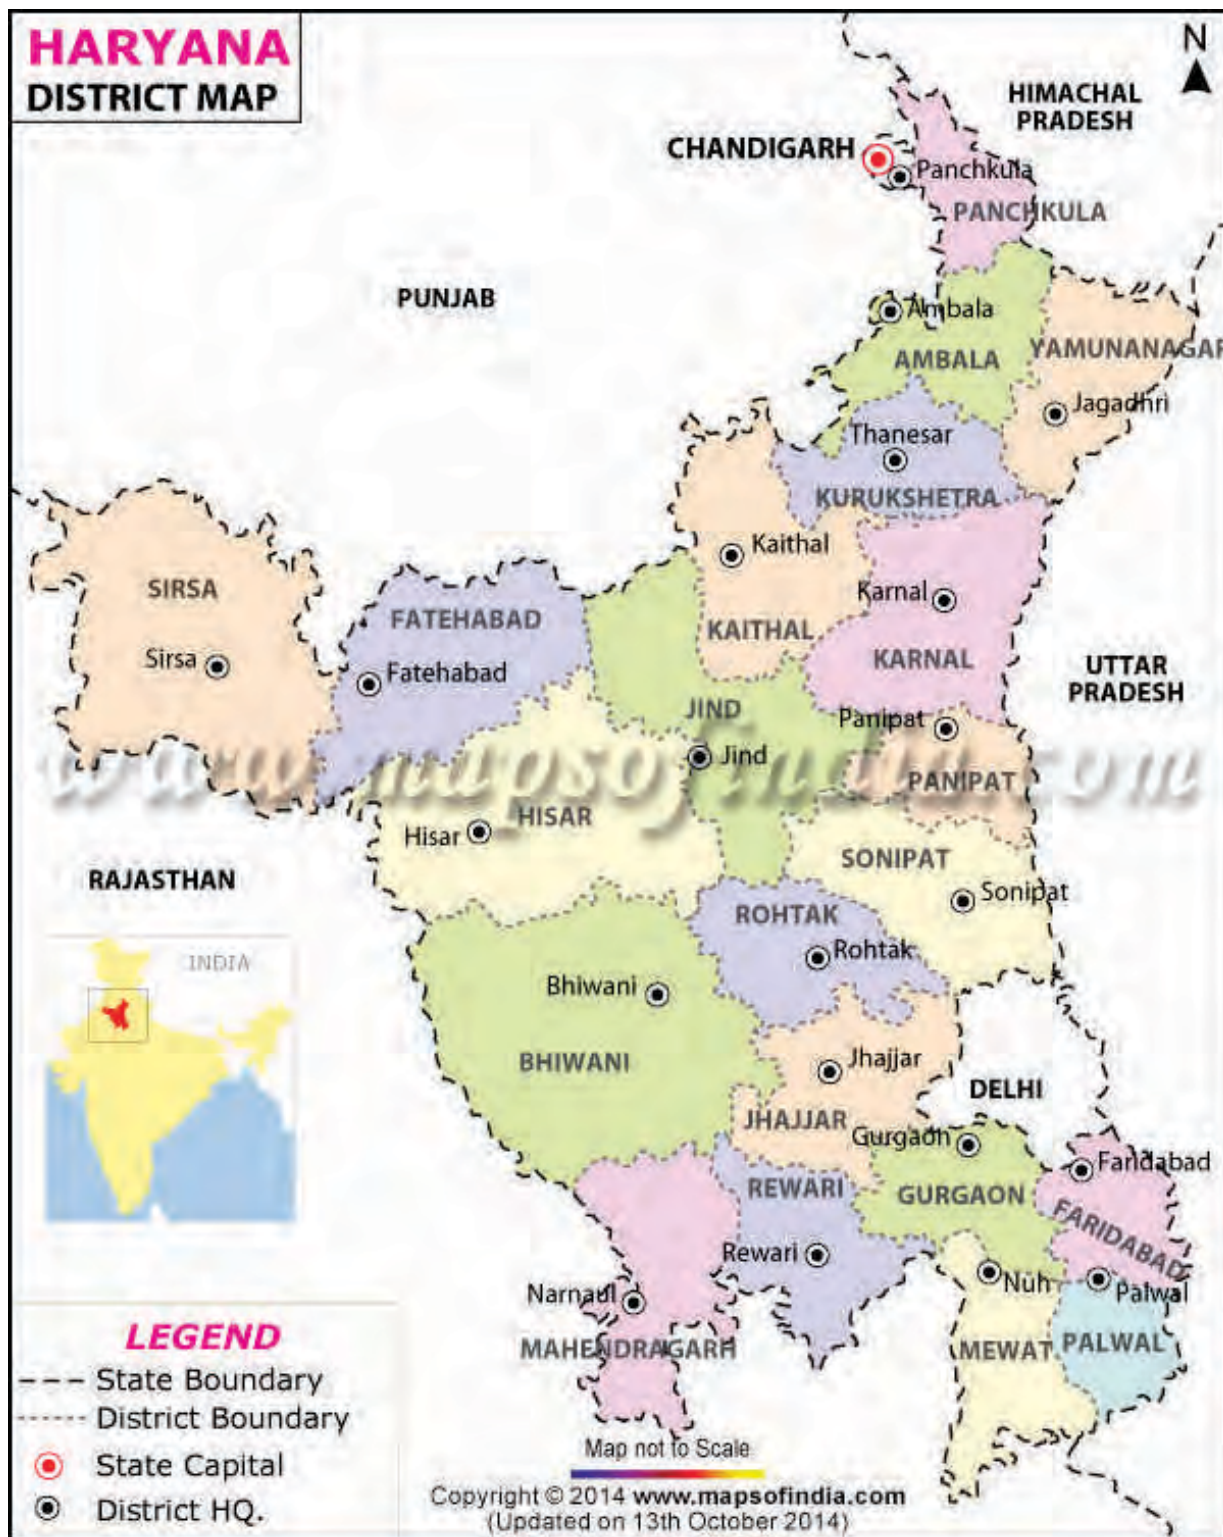 HARYANA
DISTRICT MAP
N
HIMACHAL
PRADESH
CHANDIGARH
Panchkula
PANCHKULA
PUNJAB
Ambala
AMBALA
YAMUNANAGAR
Jagadhri
Thanesar
KURUKSHETRA
Kaithal
KAITHAL
SIRSA
Sirsa
FATEHABAD
Fatehabad
Karnal
KARNAL
UTTAR
PRADESH
JIND
Jind
Panipat
PANIPAT
www.mapsofindia.com
HISAR
Hisar
SONIPAT
Sonipat
RAJASTHAN
ROHTAK
Rohtak
INDIA
Bhiwani
BHIWANI
Jhajjar
JHAJJAR
DELHI
Gurgaon
GURGAON
Faridabad
FARIDABAD
REWARI
Rewari
Nuh
Palwal
Narnaul
MAHENDRAGARH
MEWAT
PALWAL
LEGEND
State Boundary
District Boundary
State Capital
District HQ.
Map not to Scale
Copyright © 2014 www.mapsofindia.com
(Updated on 13th October 2014)